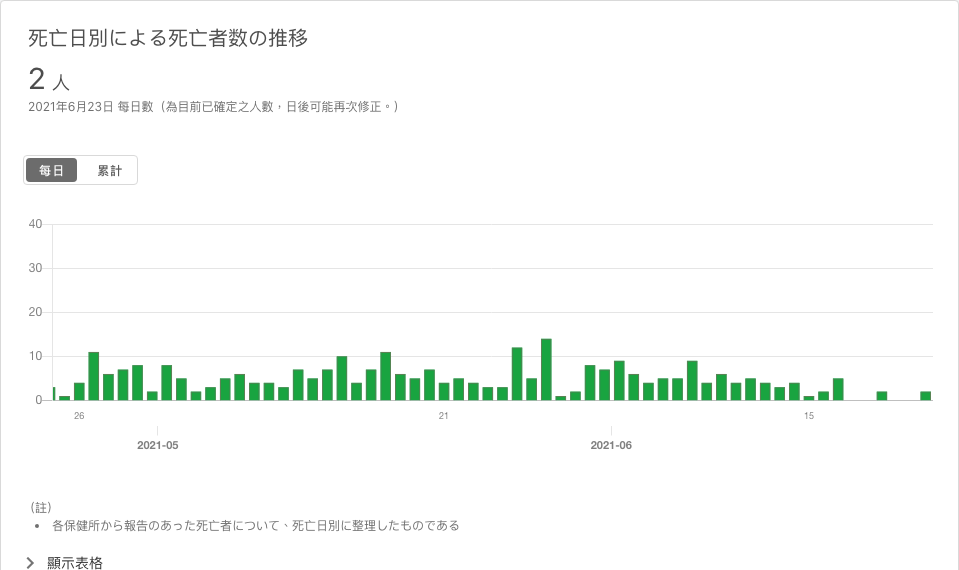 死亡日別による死亡者数の推移
2 人
2021年6月23日 每日數（為目前已確定之人數，日後可能再次修正。）
每日 累計
40
30
20
10
0
26 21 15
2021-05 2021-06
（註）
• 各保健所から報告のあった死亡者について、死亡日別に整理したものである
顯示表格